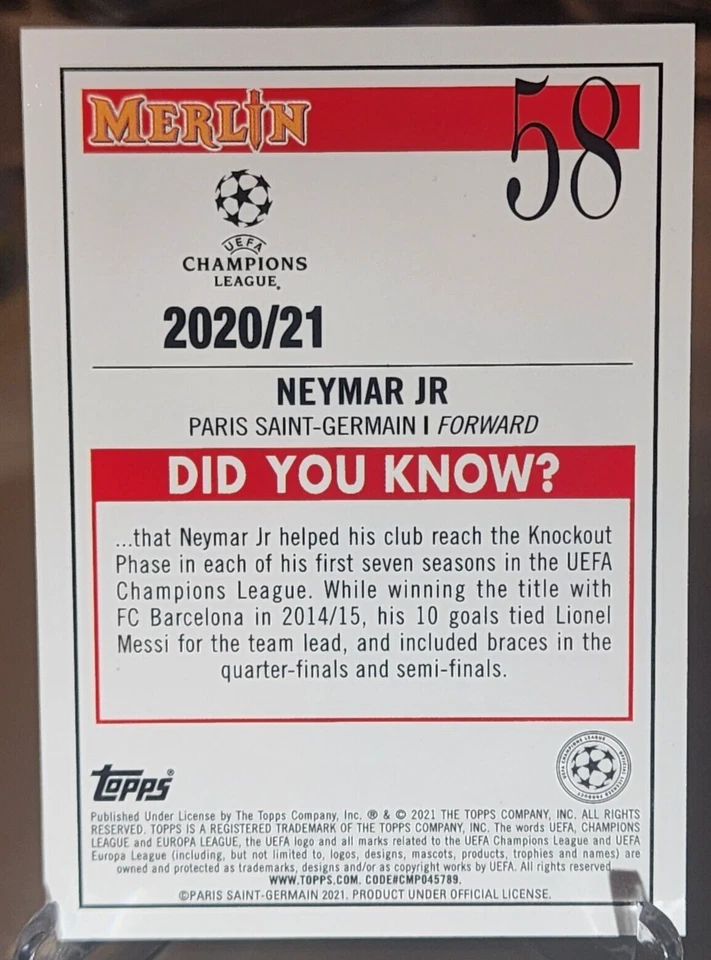 MERLIN
58
UEFA
CHAMPIONS
LEAGUE®
2020/21
NEYMAR JR
PARIS SAINT-GERMAIN I FORWARD
DID YOU KNOW?
...that Neymar Jr helped his club reach the Knockout
Phase in each of his first seven seasons in the UEFA
Champions League. While winning the title with
FC Barcelona in 2014/15, his 10 goals tied Lionel
Messi for the team lead, and included braces in the
quarter-finals and semi-finals.
topps®
UEFA CHAMPIONS LEAGUE
OFFICIAL LICENSED PRODUCT
Published Under License by The Topps Company, Inc. ® & © 2021 THE TOPPS COMPANY, INC. ALL RIGHTS
RESERVED. TOPPS IS A REGISTERED TRADEMARK OF THE TOPPS COMPANY, INC. The words UEFA, CHAMPIONS
LEAGUE and EUROPA LEAGUE, the UEFA logo and all marks related to the UEFA Champions League and UEFA
Europa League (including, but not limited to, logos, designs, mascots, products, trophies and names) are
owned and protected as trademarks, designs and/or as copyright works by UEFA. All rights reserved.
WWW.TOPPS.COM. CODE#CMP045789.
©PARIS SAINT-GERMAIN 2021. PRODUCT UNDER OFFICIAL LICENSE.